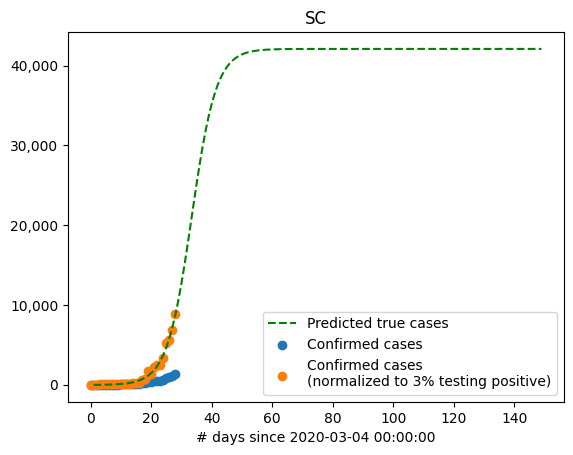 SC
40,000
30,000
20,000
10,000
0
Predicted true cases
Confirmed cases
Confirmed cases
(normalized to 3% testing positive)
0 20 40 60 80 100 120 140
# days since 2020-03-04 00:00:00